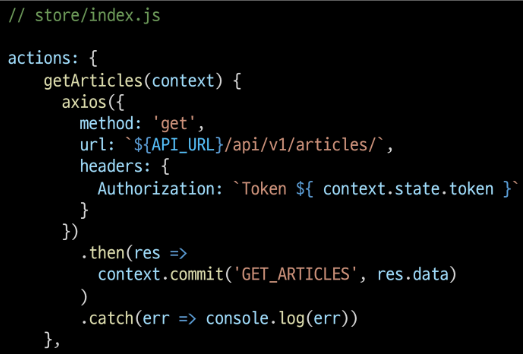 // store/index.js
actions: {
getArticles(context) {
axios({
method: 'get',
url: `${API_URL}/api/v1/articles/`,
headers: {
Authorization: `Token ${ context.state.token }`
}
})
.then(res =>
context.commit('GET_ARTICLES', res.data)
)
.catch(err => console.log(err))
},